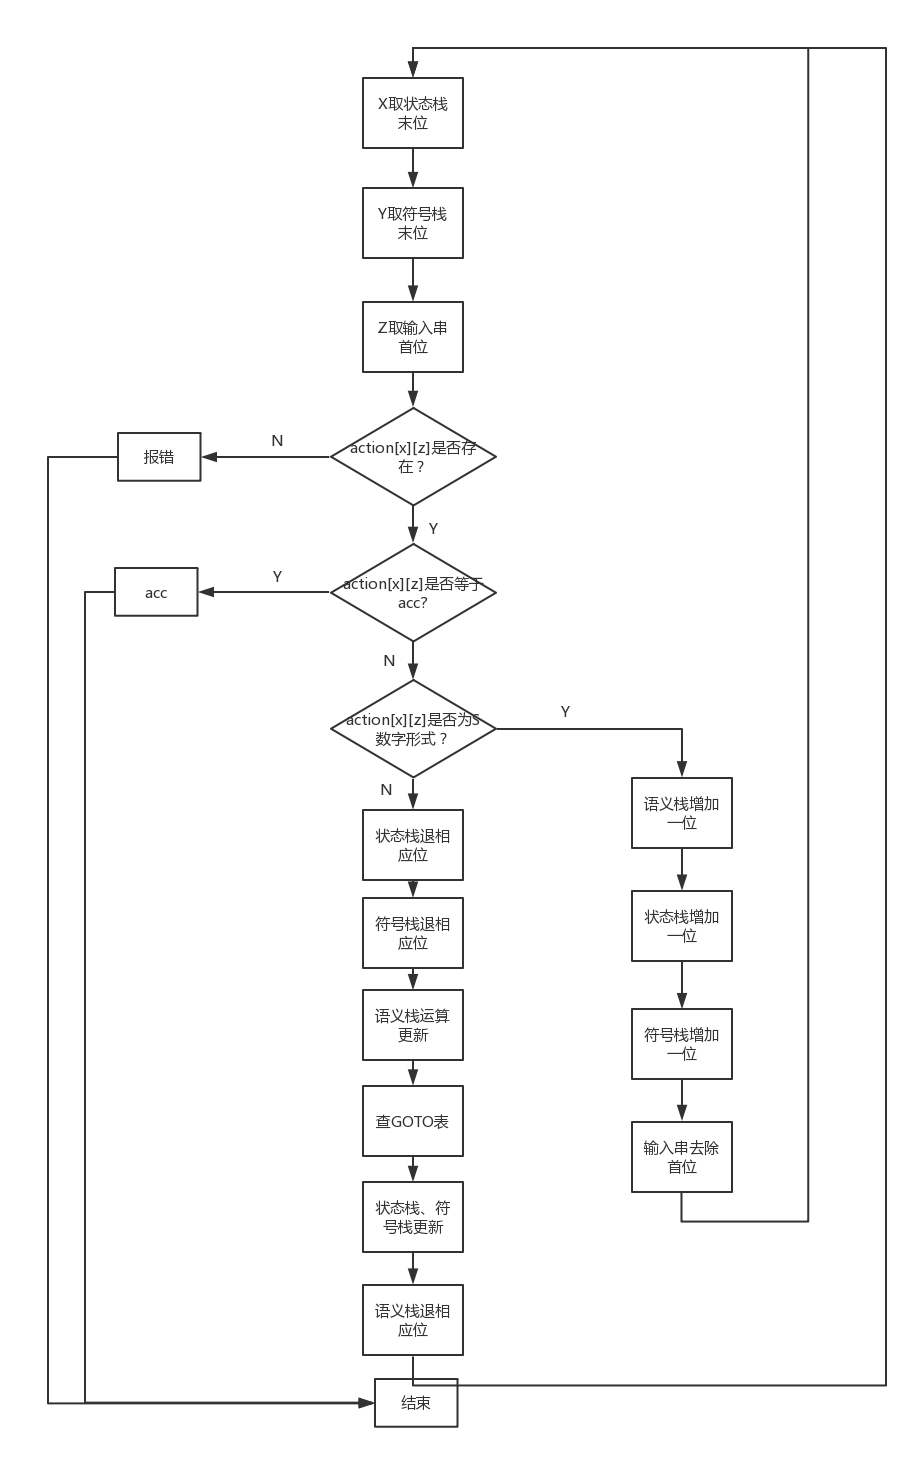 X取状态栈
末位
Y取符号栈
末位
Z取输入串
首位
action[x][z]是否存
在？
N
报错
Y
action[x][z]是否等于
acc?
Y
acc
N
action[x][z]是否为S
数字形式？
Y
N
语义栈增加
一位
状态栈退相
应位
状态栈增加
一位
符号栈退相
应位
语义栈运算
更新
符号栈增加
一位
查GOTO表
输入串去除
首位
状态栈、符
号栈更新
语义栈退相
应位
结束